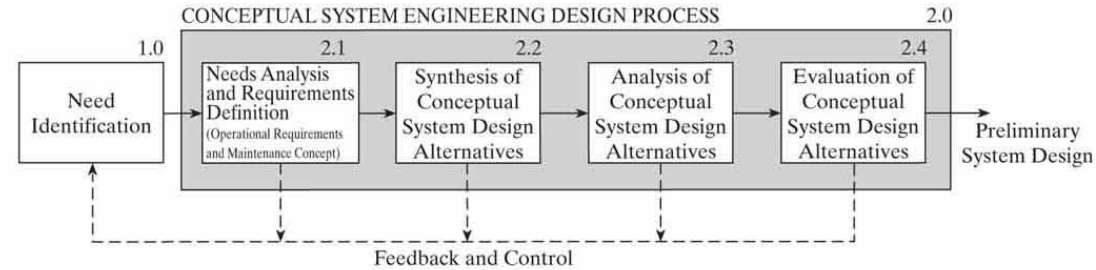 CONCEPTUAL SYSTEM ENGINEERING DESIGN PROCESS 2.0
1.0
Need
Identification
2.1
Needs Analysis
and Requirements
Definition
(Operational Requirements
and Maintenance Concept)
2.2
Synthesis of
Conceptual
System Design
Alternatives
2.3
Analysis of
Conceptual
System Design
Alternatives
2.4
Evaluation of
Conceptual
System Design
Alternatives
Preliminary
System Design
Feedback and Control